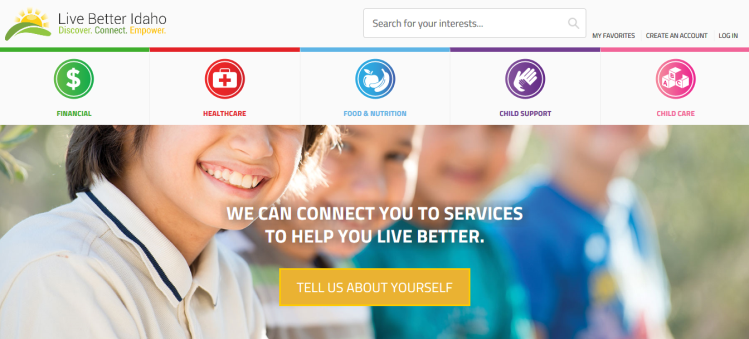 Live Better Idaho
Discover. Connect. Empower.
Search for your interests...
MY FAVORITES
CREATE AN ACCOUNT
LOG IN
$
FINANCIAL
HEALTHCARE
FOOD & NUTRITION
CHILD SUPPORT
CHILD CARE
WE CAN CONNECT YOU TO SERVICES
TO HELP YOU LIVE BETTER.
TELL US ABOUT YOURSELF